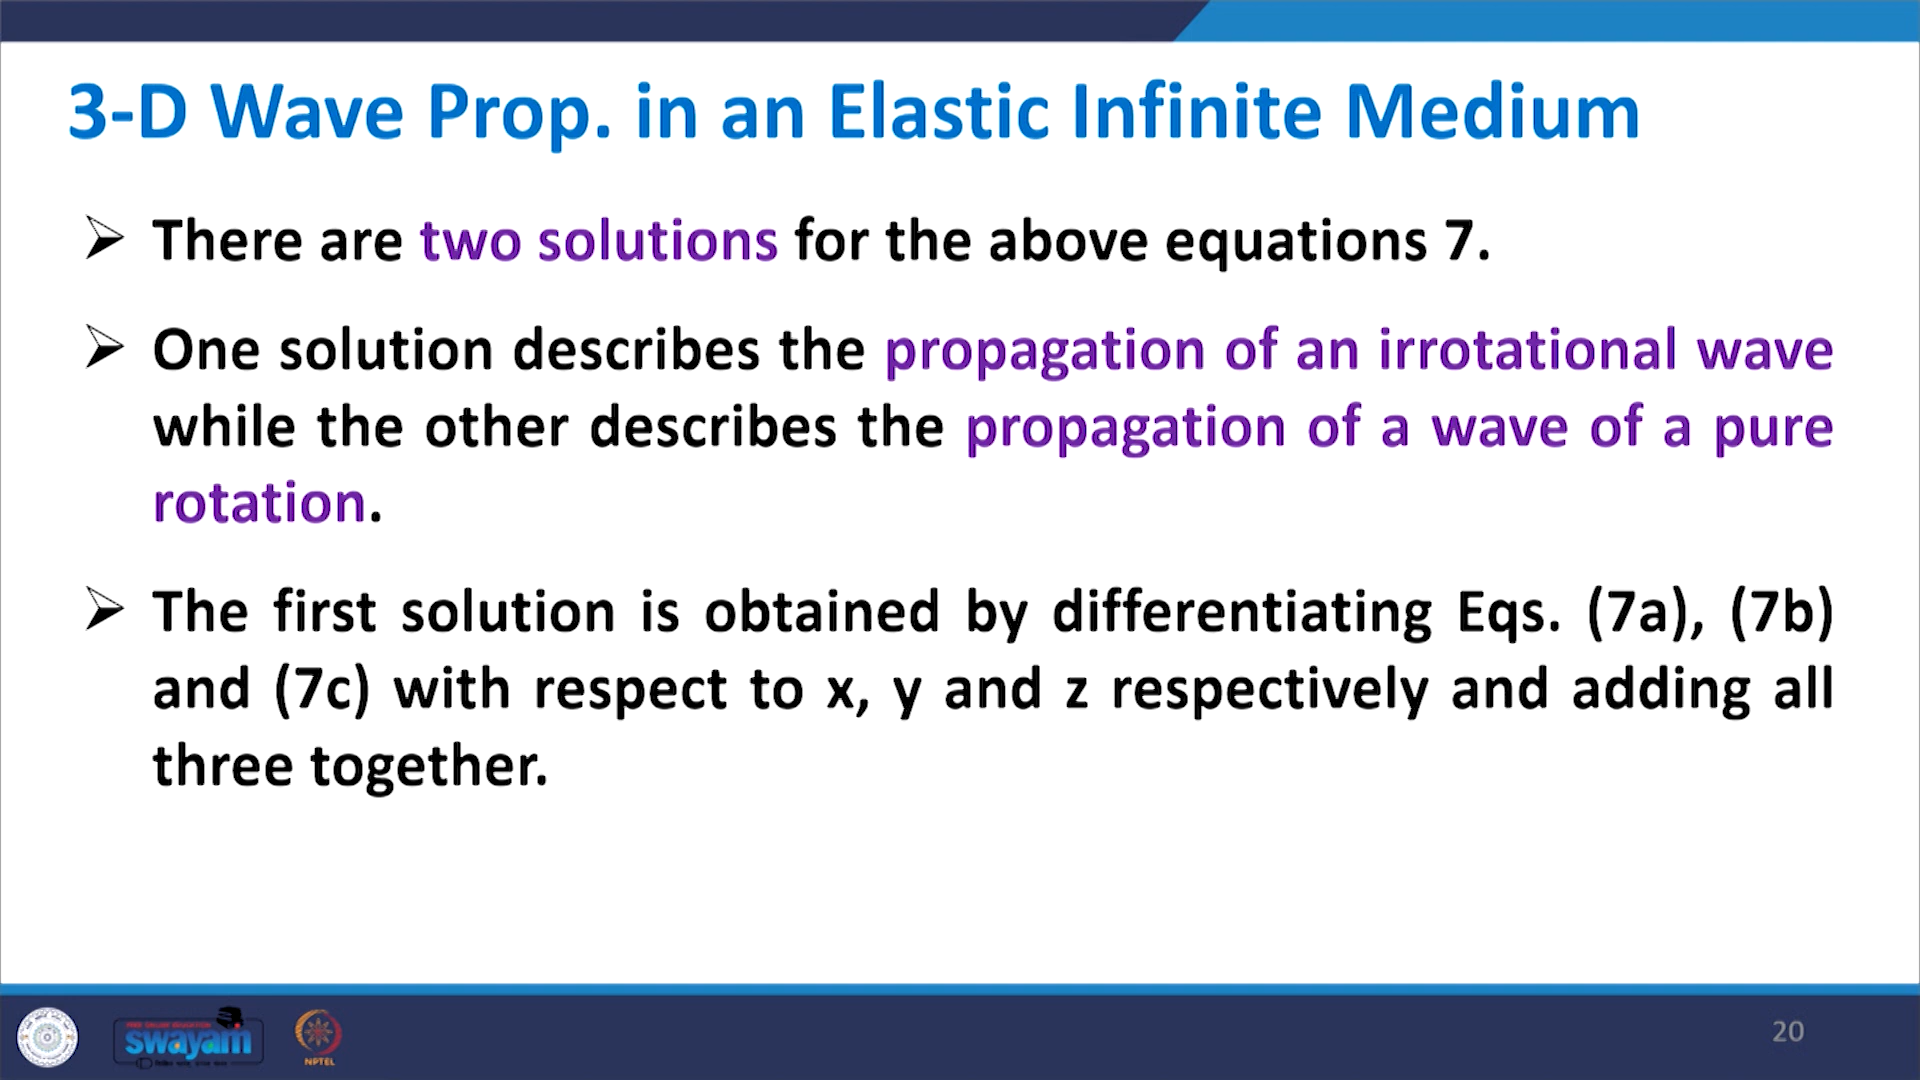 3-D Wave Prop. in an Elastic Infinite Medium
There are two solutions for the above equations 7.
One solution describes the propagation of an irrotational wave
while the other describes the propagation of a wave of a pure
rotation.
The first solution is obtained by differentiating Eqs. (7a), (7b)
and (7c) with respect to x, y and z respectively and adding all
three together.
FREE ONLINE EDUCATION
swayam
NPTEL
20